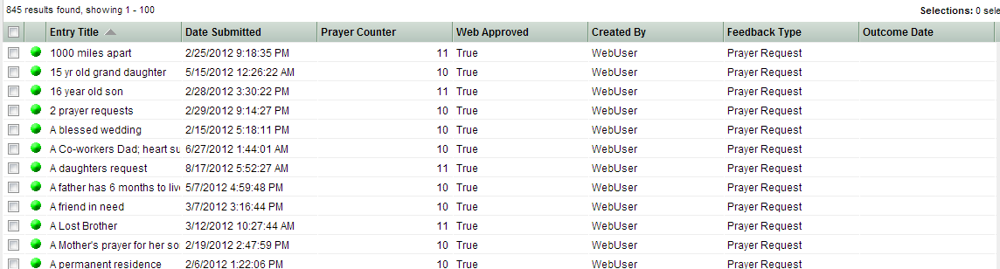 845 results found, showing 1 - 100 Selections: 0 sele
Entry Title Date Submitted Prayer Counter Web Approved Created By Feedback Type Outcome Date
1000 miles apart 2/25/2012 9:18:35 PM 11 True WebUser Prayer Request
15 yr old grand daughter 5/15/2012 12:26:22 AM 10 True WebUser Prayer Request
16 year old son 2/28/2012 3:30:22 PM 11 True WebUser Prayer Request
2 prayer requests 2/29/2012 9:14:27 PM 10 True WebUser Prayer Request
A blessed wedding 2/15/2012 5:18:11 PM 10 True WebUser Prayer Request
A Co-workers Dad; heart su 6/27/2012 1:44:01 AM 10 True WebUser Prayer Request
A daughters request 8/17/2012 5:52:27 AM 11 True WebUser Prayer Request
A father has 6 months to live 5/7/2012 4:59:48 PM 10 True WebUser Prayer Request
A friend in need 3/7/2012 3:16:44 PM 10 True WebUser Prayer Request
A Lost Brother 3/12/2012 10:27:44 AM 11 True WebUser Prayer Request
A Mother's prayer for her so 2/19/2012 2:47:59 PM 10 True WebUser Prayer Request
A permanent residence 2/6/2012 1:22:06 PM 10 True WebUser Prayer Request